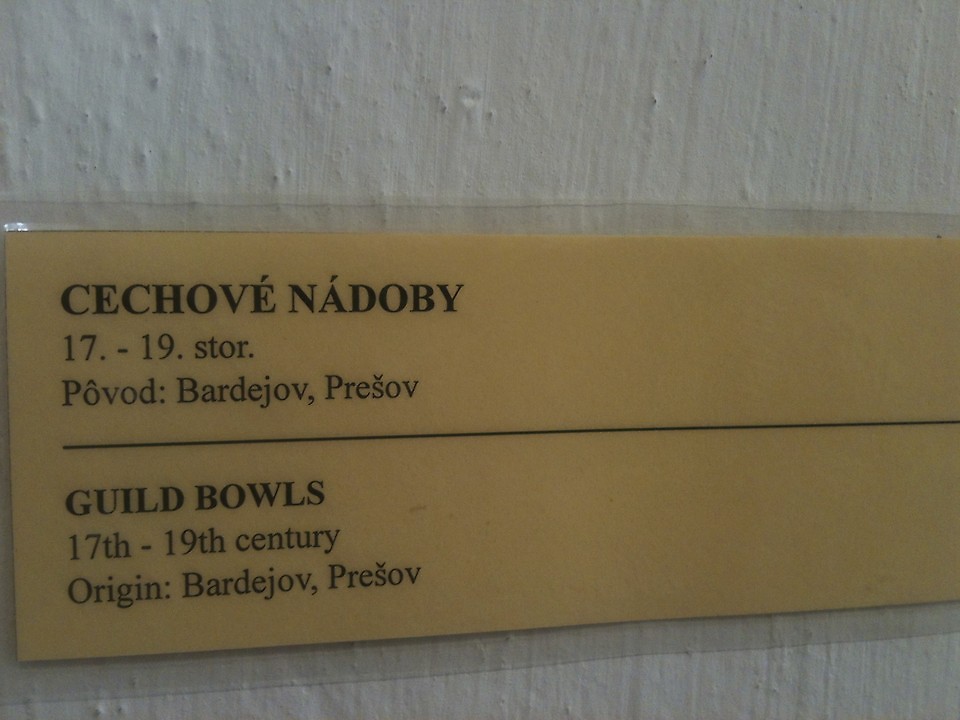 CECHOVÉ NÁDOBY
17. - 19. stor.
Pôvod: Bardejov, Prešov
GUILD BOWLS
17th - 19th century
Origin: Bardejov, Prešov